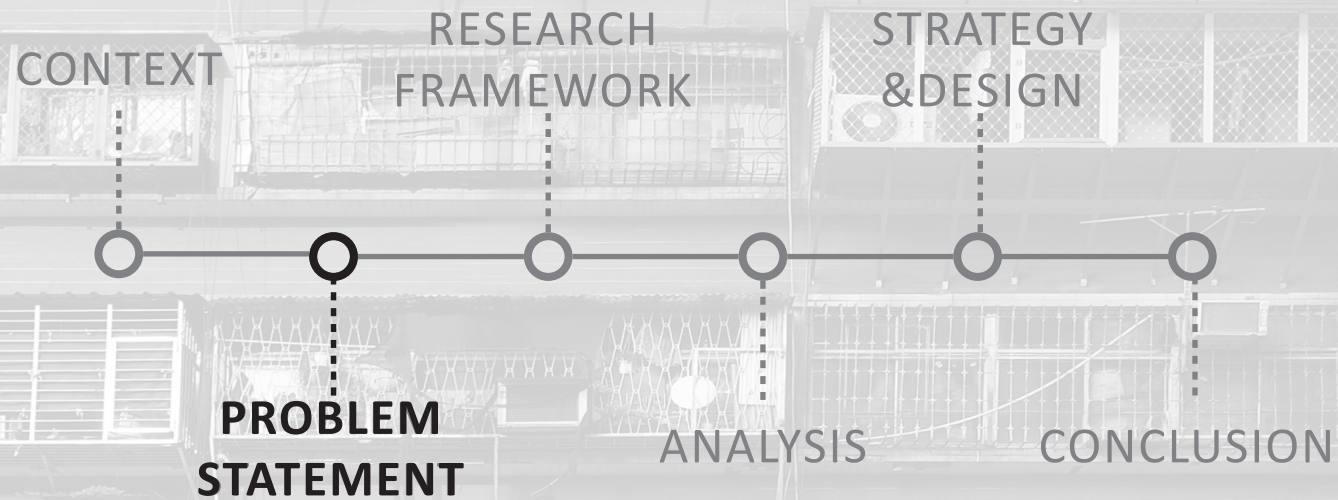 CONTEXT
PROBLEM
STATEMENT
RESEARCH
FRAMEWORK
ANALYSIS
STRATEGY
&DESIGN
CONCLUSION